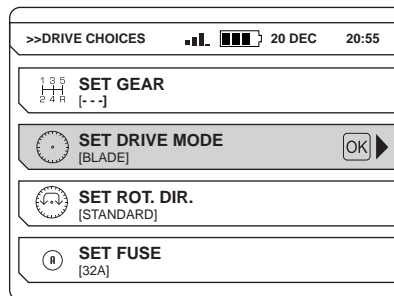 >>DRIVE CHOICES 20 DEC 20:55
1 3 5
2 4 R
SET GEAR
[- - -]
SET DRIVE MODE
[BLADE]
OK
SET ROT. DIR.
[STANDARD]
A
SET FUSE
[32A]